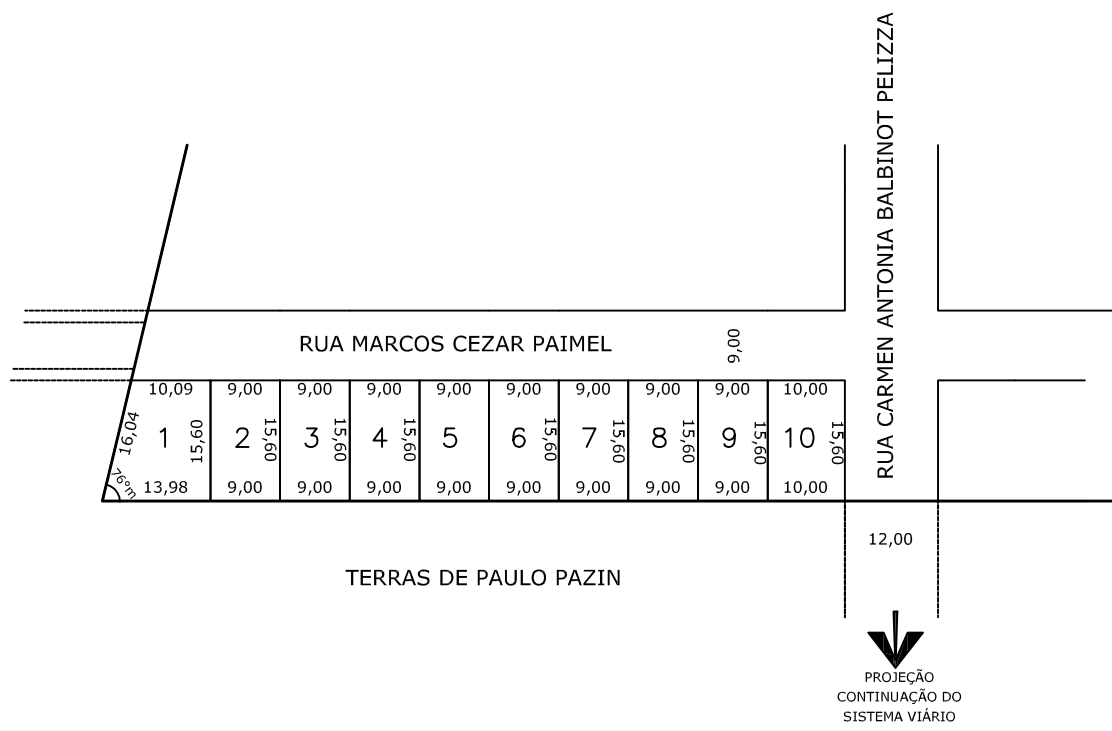 RUA CARMEN ANTONIA BALBINOT PELIZZA
RUA MARCOS CEZAR PAIMEL
9,00
10,09 9,00 9,00 9,00 9,00 9,00 9,00 9,00 9,00 10,00
16,04 1 15,60 2 15,60 3 15,60 4 15,60 5 6 15,60 7 15,60 8 15,60 9 15,60 10 15,60
76°m
13,98 9,00 9,00 9,00 9,00 9,00 9,00 9,00 9,00 10,00
12,00
TERRAS DE PAULO PAZIN
PROJEÇÃO
CONTINUAÇÃO DO
SISTEMA VIÁRIO